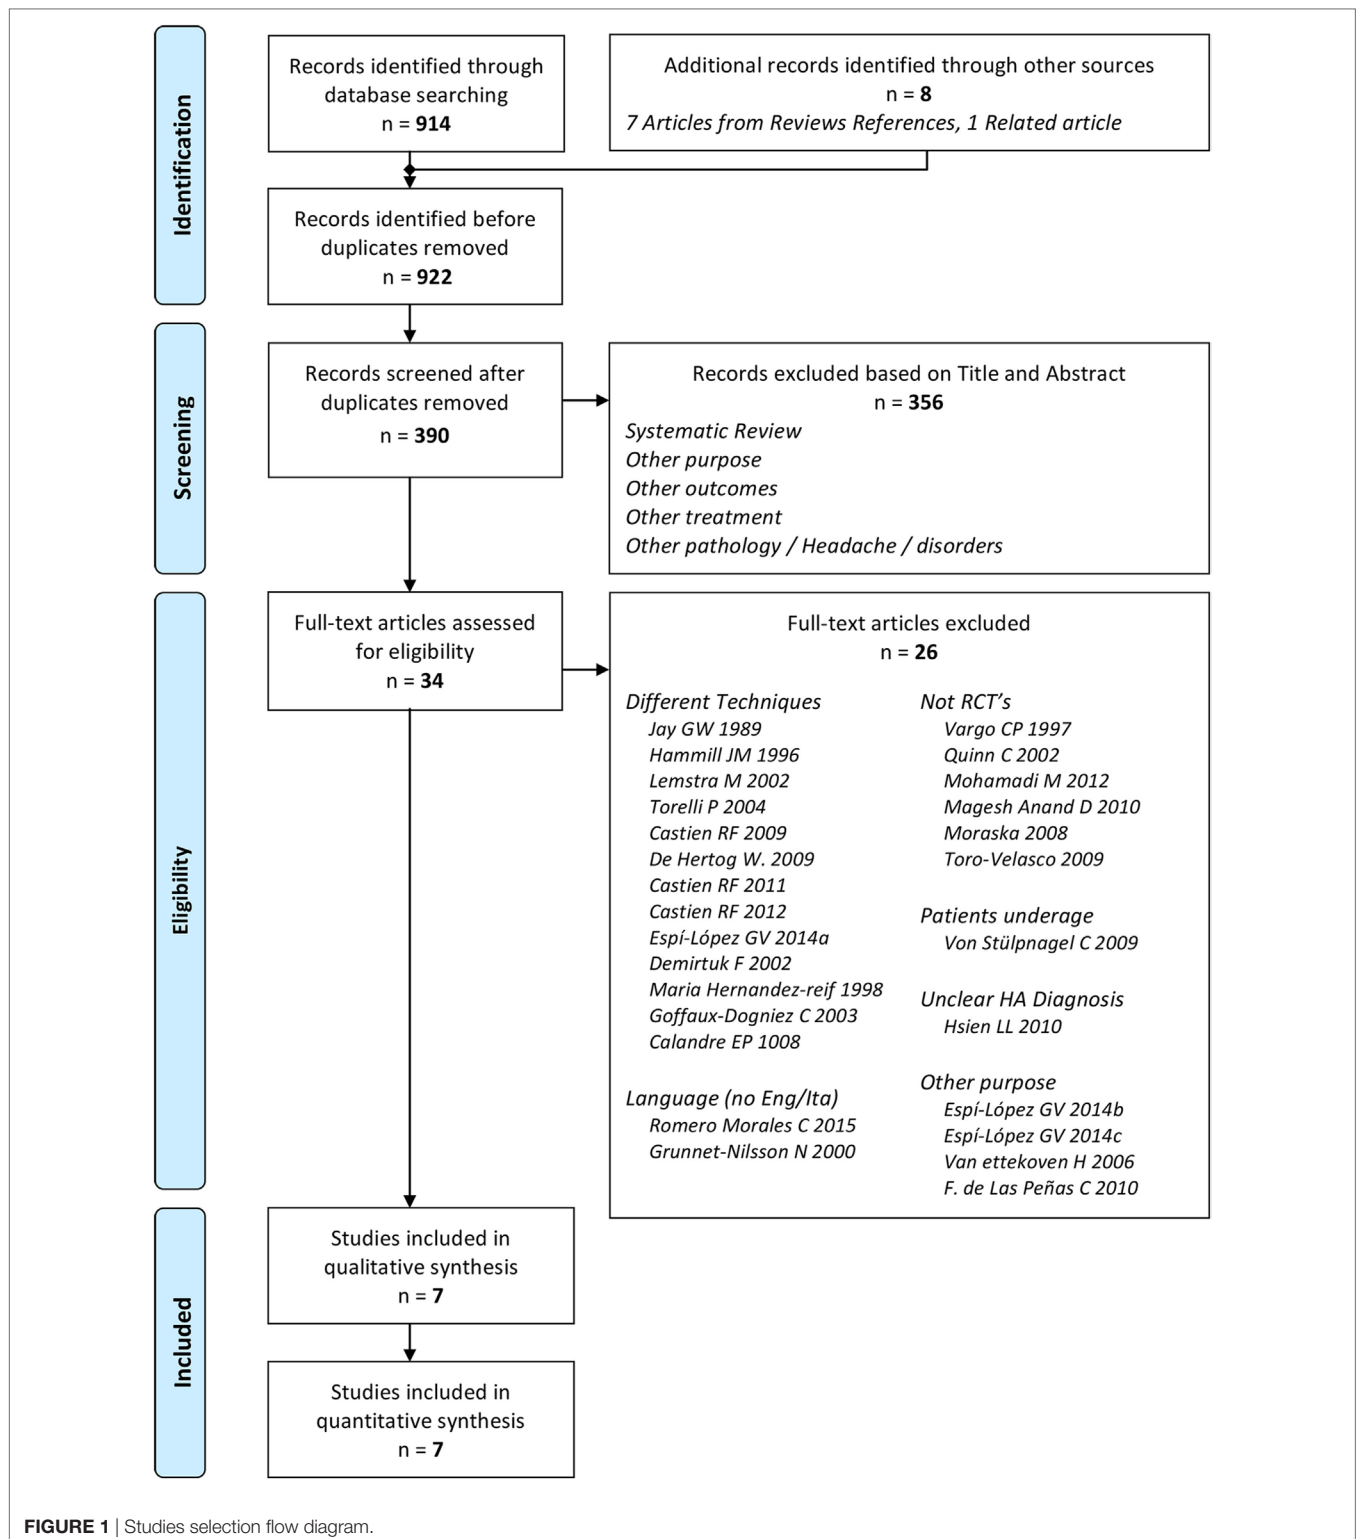 Identification
Records identified through
database searching
n = 914
Additional records identified through other sources
n = 8
7 Articles from Reviews References, 1 Related article
Records identified before
duplicates removed
n = 922
Screening
Records screened after
duplicates removed
n = 390
Records excluded based on Title and Abstract
n = 356
Systematic Review
Other purpose
Other outcomes
Other treatment
Other pathology / Headache / disorders
Eligibility
Full-text articles assessed
for eligibility
n = 34
Full-text articles excluded
n = 26
Different Techniques
Jay GW 1989
Hammill JM 1996
Lemstra M 2002
Torelli P 2004
Castien RF 2009
De Hertog W. 2009
Castien RF 2011
Castien RF 2012
Espí-López GV 2014a
Demirtuk F 2002
Maria Hernandez-reif 1998
Goffaux-Dogniez C 2003
Calandre EP 1008
Language (no Eng/Ita)
Romero Morales C 2015
Grunnet-Nilsson N 2000
Not RCT’s
Vargo CP 1997
Quinn C 2002
Mohamadi M 2012
Magesh Anand D 2010
Moraska 2008
Toro-Velasco 2009
Patients underage
Von Stülpnagel C 2009
Unclear HA Diagnosis
Hsien LL 2010
Other purpose
Espí-López GV 2014b
Espí-López GV 2014c
Van ettekoven H 2006
F. de Las Peñas C 2010
Included
Studies included in
qualitative synthesis
n = 7
Studies included in
quantitative synthesis
n = 7
FIGURE 1 | Studies selection flow diagram.